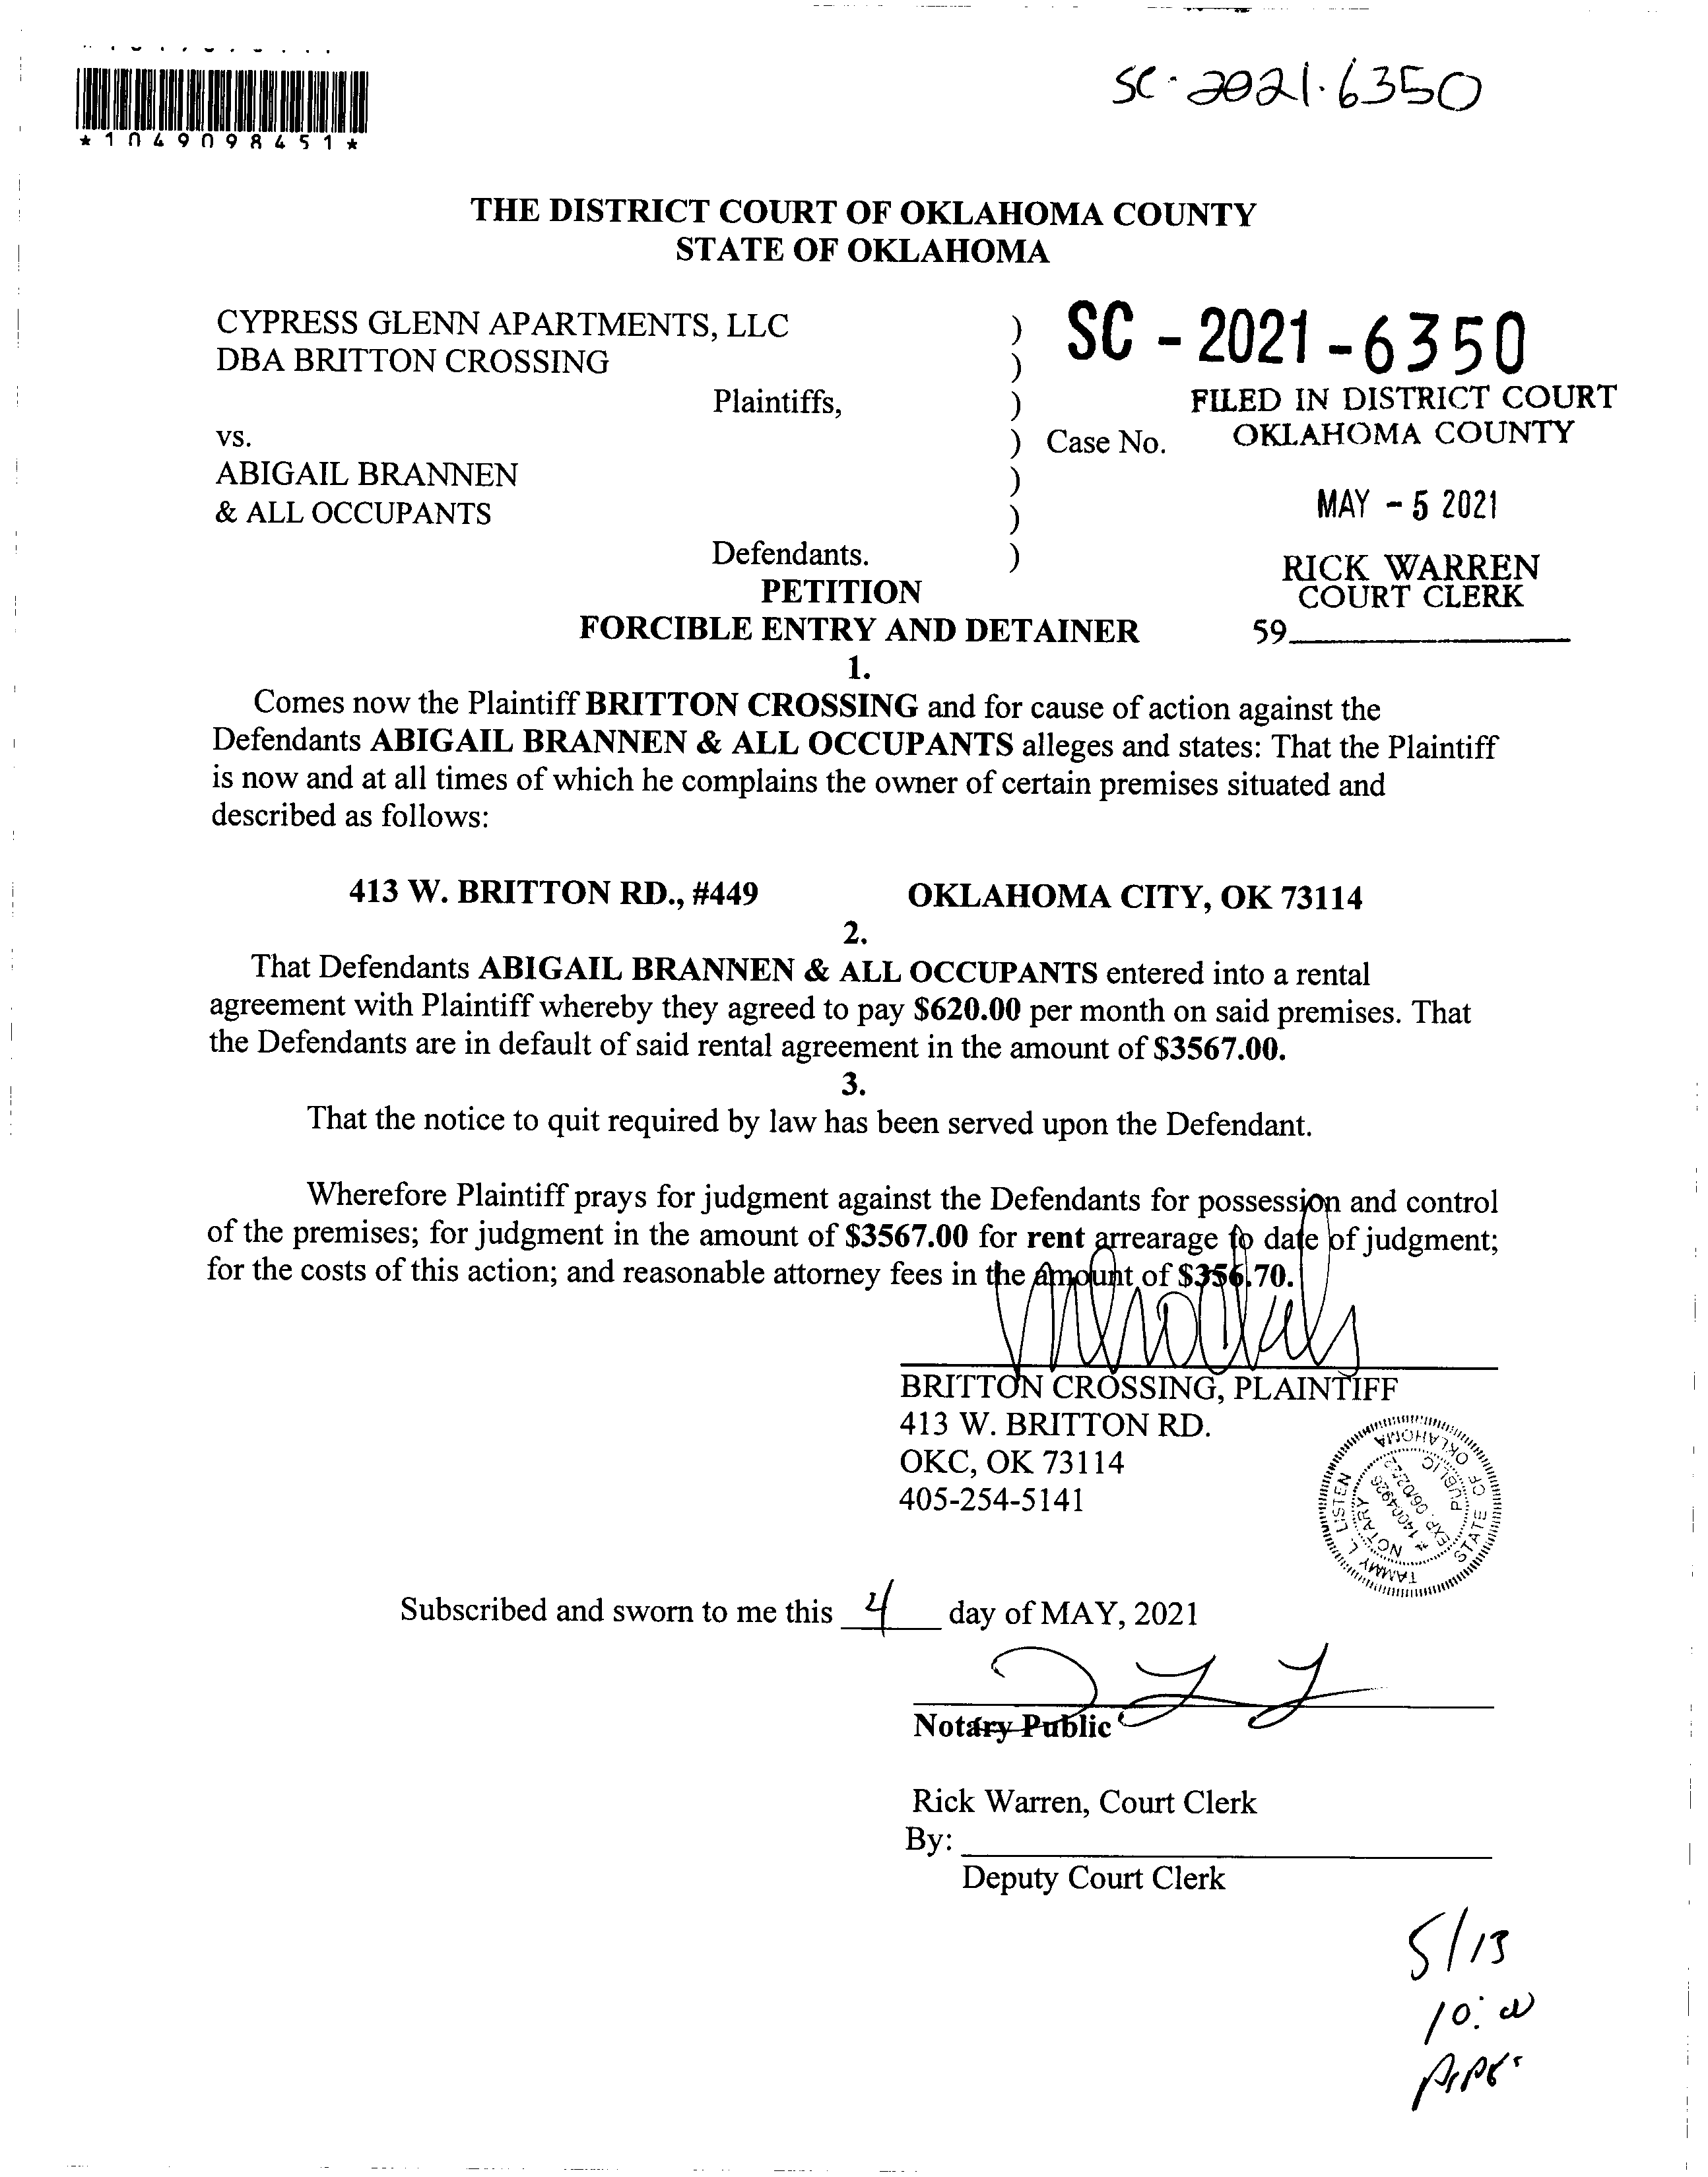 SC-2021-6350
*1049098451*
THE DISTRICT COURT OF OKLAHOMA COUNTY
STATE OF OKLAHOMA
CYPRESS GLENN APARTMENTS, LLC )
DBA BRITTON CROSSING )
Plaintiffs, )
vs. ) Case No.
ABIGAIL BRANNEN )
& ALL OCCUPANTS )
Defendants. )
SC - 2021 - 6350
FILED IN DISTRICT COURT
OKLAHOMA COUNTY
MAY - 5 2021
RICK WARREN
COURT CLERK
59
PETITION
FORCIBLE ENTRY AND DETAINER
1.
Comes now the Plaintiff BRITTON CROSSING and for cause of action against the
Defendants ABIGAIL BRANNEN & ALL OCCUPANTS alleges and states: That the Plaintiff
is now and at all times of which he complains the owner of certain premises situated and
described as follows:
413 W. BRITTON RD., #449 OKLAHOMA CITY, OK 73114
2.
That Defendants ABIGAIL BRANNEN & ALL OCCUPANTS entered into a rental
agreement with Plaintiff whereby they agreed to pay $620.00 per month on said premises. That
the Defendants are in default of said rental agreement in the amount of $3567.00.
3.
That the notice to quit required by law has been served upon the Defendant.
Wherefore Plaintiff prays for judgment against the Defendants for possession and control
of the premises; for judgment in the amount of $3567.00 for rent arrearage to date of judgment;
for the costs of this action; and reasonable attorney fees in the amount of $356.70.
BRITTON CROSSING, PLAINTIFF
413 W. BRITTON RD.
OKC, OK 73114
405-254-5141
TAMMY L. LISTEN
NOTARY PUBLIC
# 14004926
EXP. 06/02/2022
STATE OF OKLAHOMA
Subscribed and sworn to me this 4 day of MAY, 2021
Notary Public
Rick Warren, Court Clerk
By:
Deputy Court Clerk
5/13
10:00